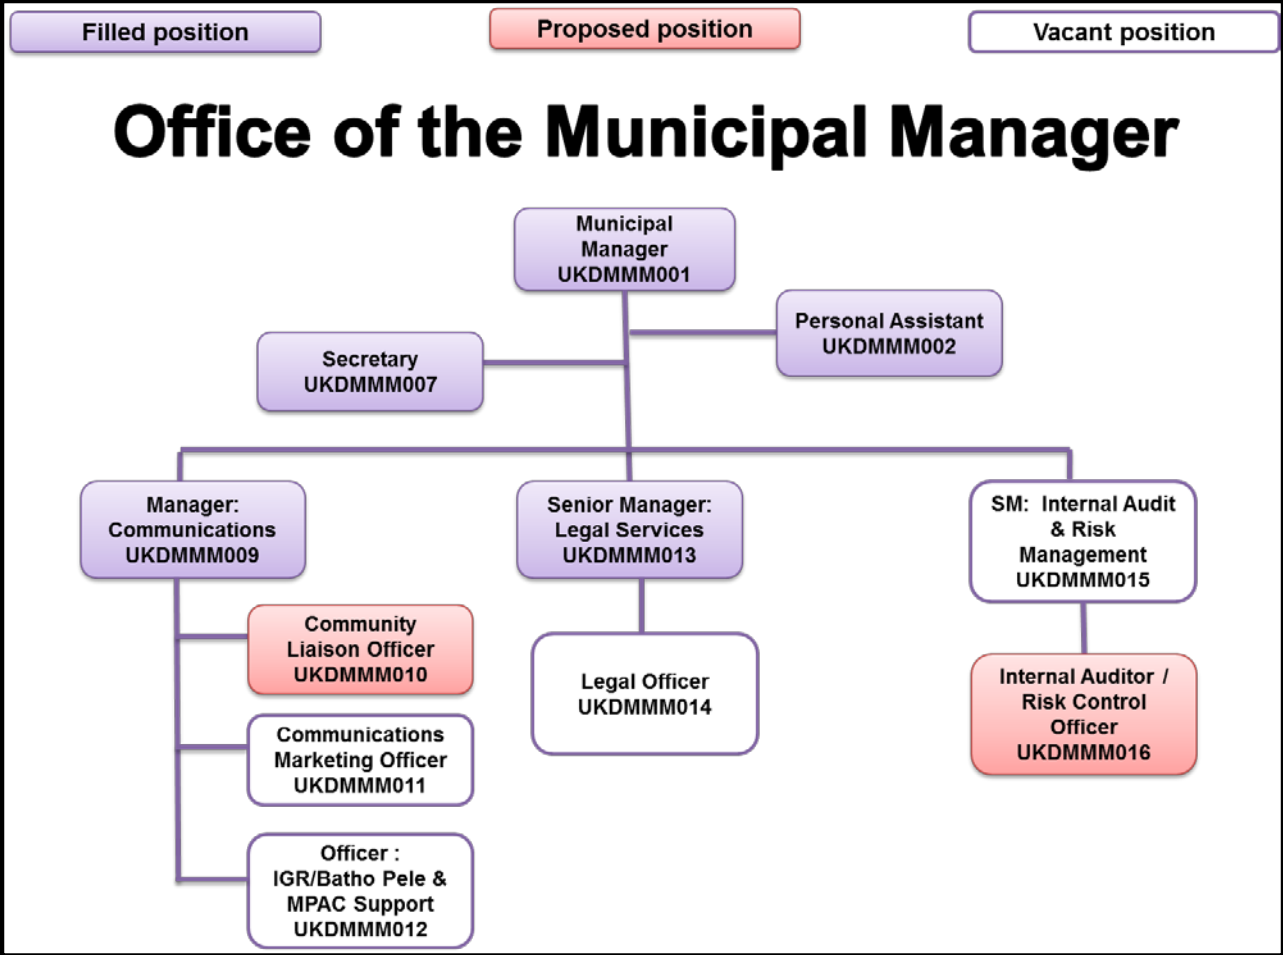 Filled position
Proposed position
Vacant position
Office of the Municipal Manager
Municipal
Manager
UKDMMM001
Personal Assistant
UKDMMM002
Secretary
UKDMMM007
Manager:
Communications
UKDMMM009
Senior Manager:
Legal Services
UKDMMM013
SM:  Internal Audit
& Risk
Management
UKDMMM015
Community
Liaison Officer
UKDMMM010
Communications
Marketing Officer
UKDMMM011
Officer :
IGR/Batho Pele &
MPAC Support
UKDMMM012
Legal Officer
UKDMMM014
Internal Auditor /
Risk Control
Officer
UKDMMM016